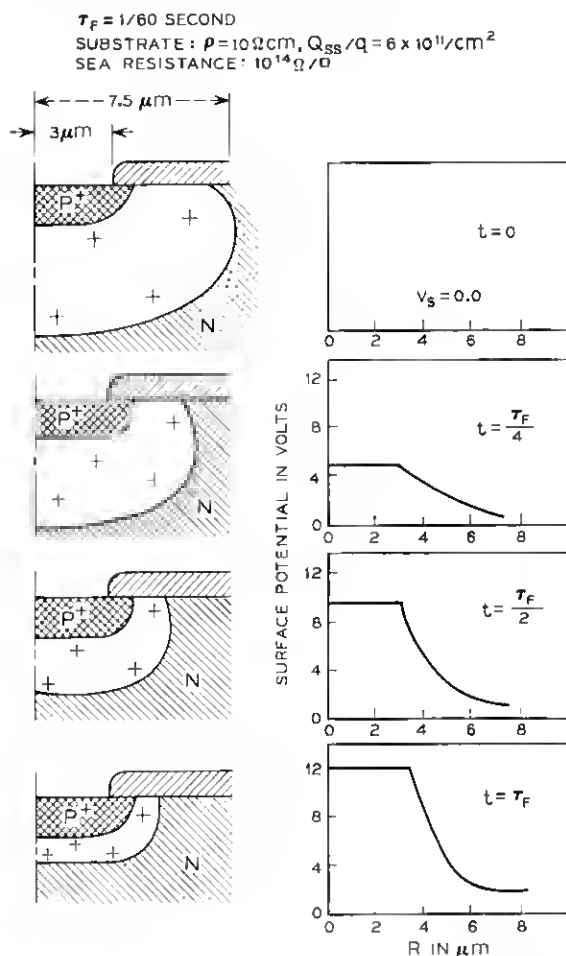 τF = 1/60 SECOND
SUBSTRATE: ρ = 10Ωcm, QSS/q = 6 x 10¹¹/cm²
SEA RESISTANCE: 10¹⁴Ω/□
7.5 μm
3μm
P+
+ + + +
N
t = 0
VS = 0.0
0 2 4 6 8
P+
+ + + +
N
12
8
4
0
t = τF/4
0 2 4 6 8
SURFACE POTENTIAL IN VOLTS
P+
+ + + +
N
12
8
4
0
t = τF/2
0 2 4 6 8
P+
+ + + +
N
12
8
4
0
t = τF
0 2 4 6 8
R IN μm